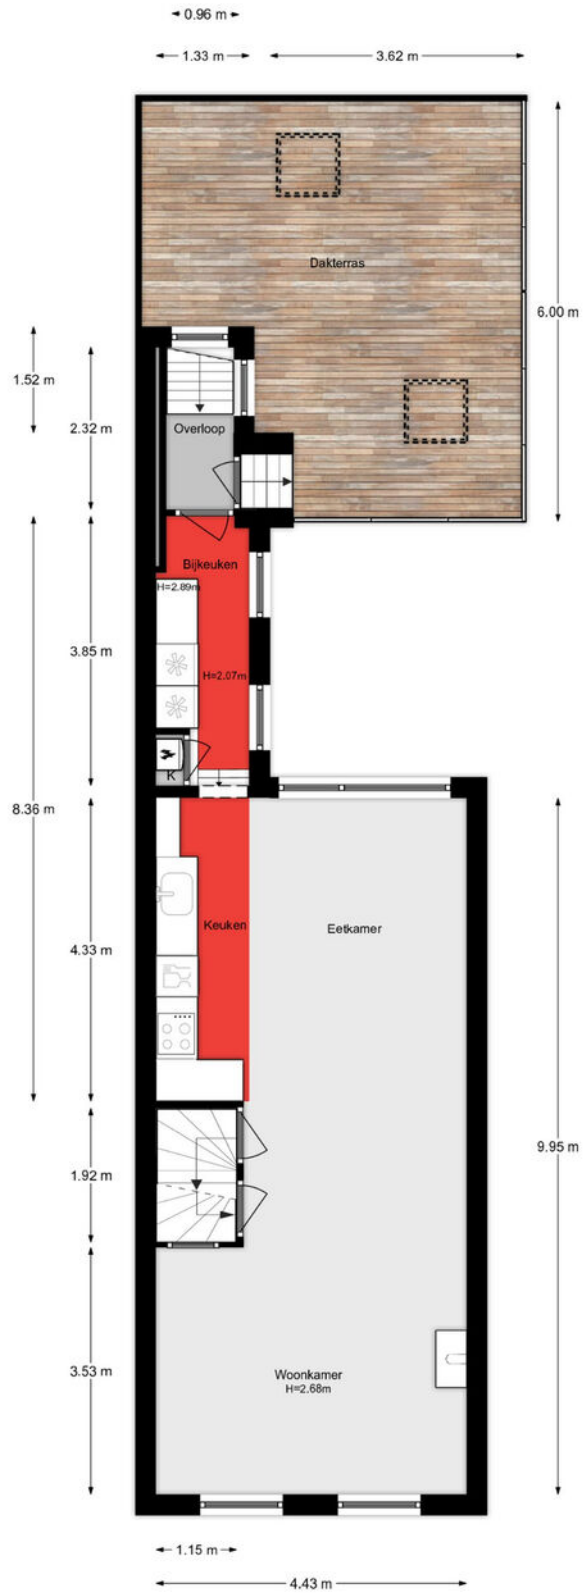 0.96 m
1.33 m
3.62 m
Dakterras
6.00 m
1.52 m
2.32 m
Overloop
Bijkeuken
H=2.89m
3.85 m
H=2.07m
K
8.36 m
4.33 m
Keuken
Eetkamer
1.92 m
9.95 m
3.53 m
Woonkamer
H=2.68m
1.15 m
4.43 m